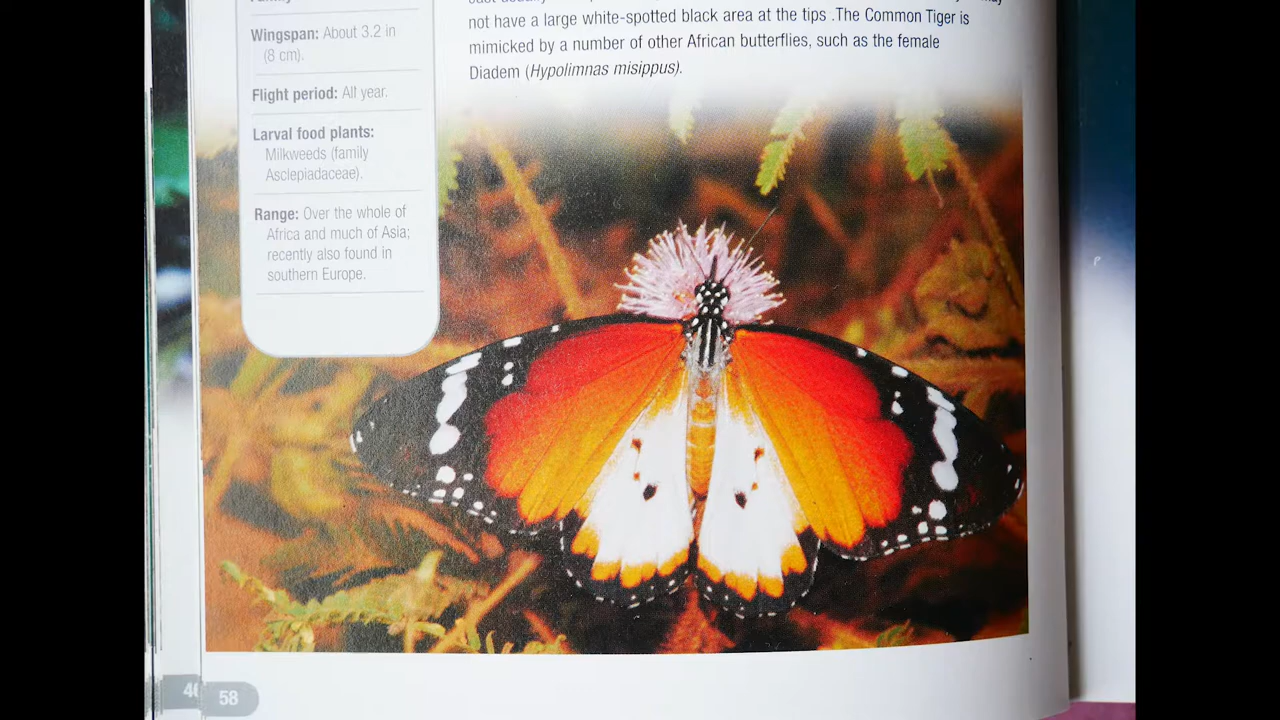 Wingspan: About 3.2 in
(8 cm).
Flight period: All year.
Larval food plants:
Milkweeds (family
Asclepiadaceae).
Range: Over the whole of
Africa and much of Asia;
recently also found in
southern Europe.
not have a large white-spotted black area at the tips .The Common Tiger is
mimicked by a number of other African butterflies, such as the female
Diadem (Hypolimnas misippus).
58